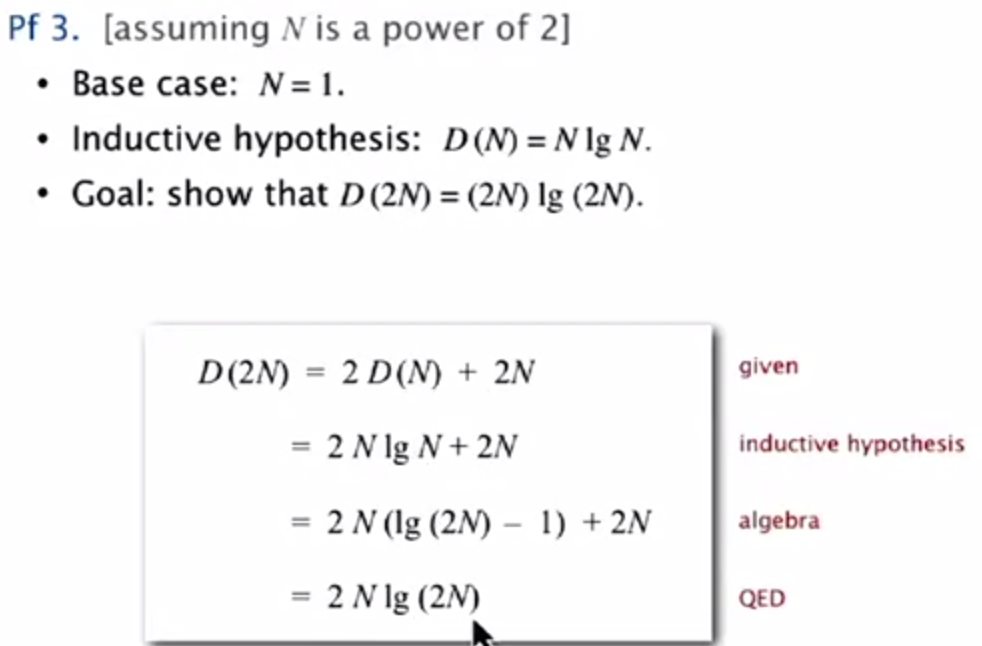 Pf 3. [assuming N is a power of 2]
• Base case: N = 1.
• Inductive hypothesis: D(N) = N lg N.
• Goal: show that D(2N) = (2N) lg (2N).
D(2N) = 2 D(N) + 2N given
= 2 N lg N + 2N inductive hypothesis
= 2 N (lg (2N) – 1) + 2N algebra
= 2 N lg (2N) QED